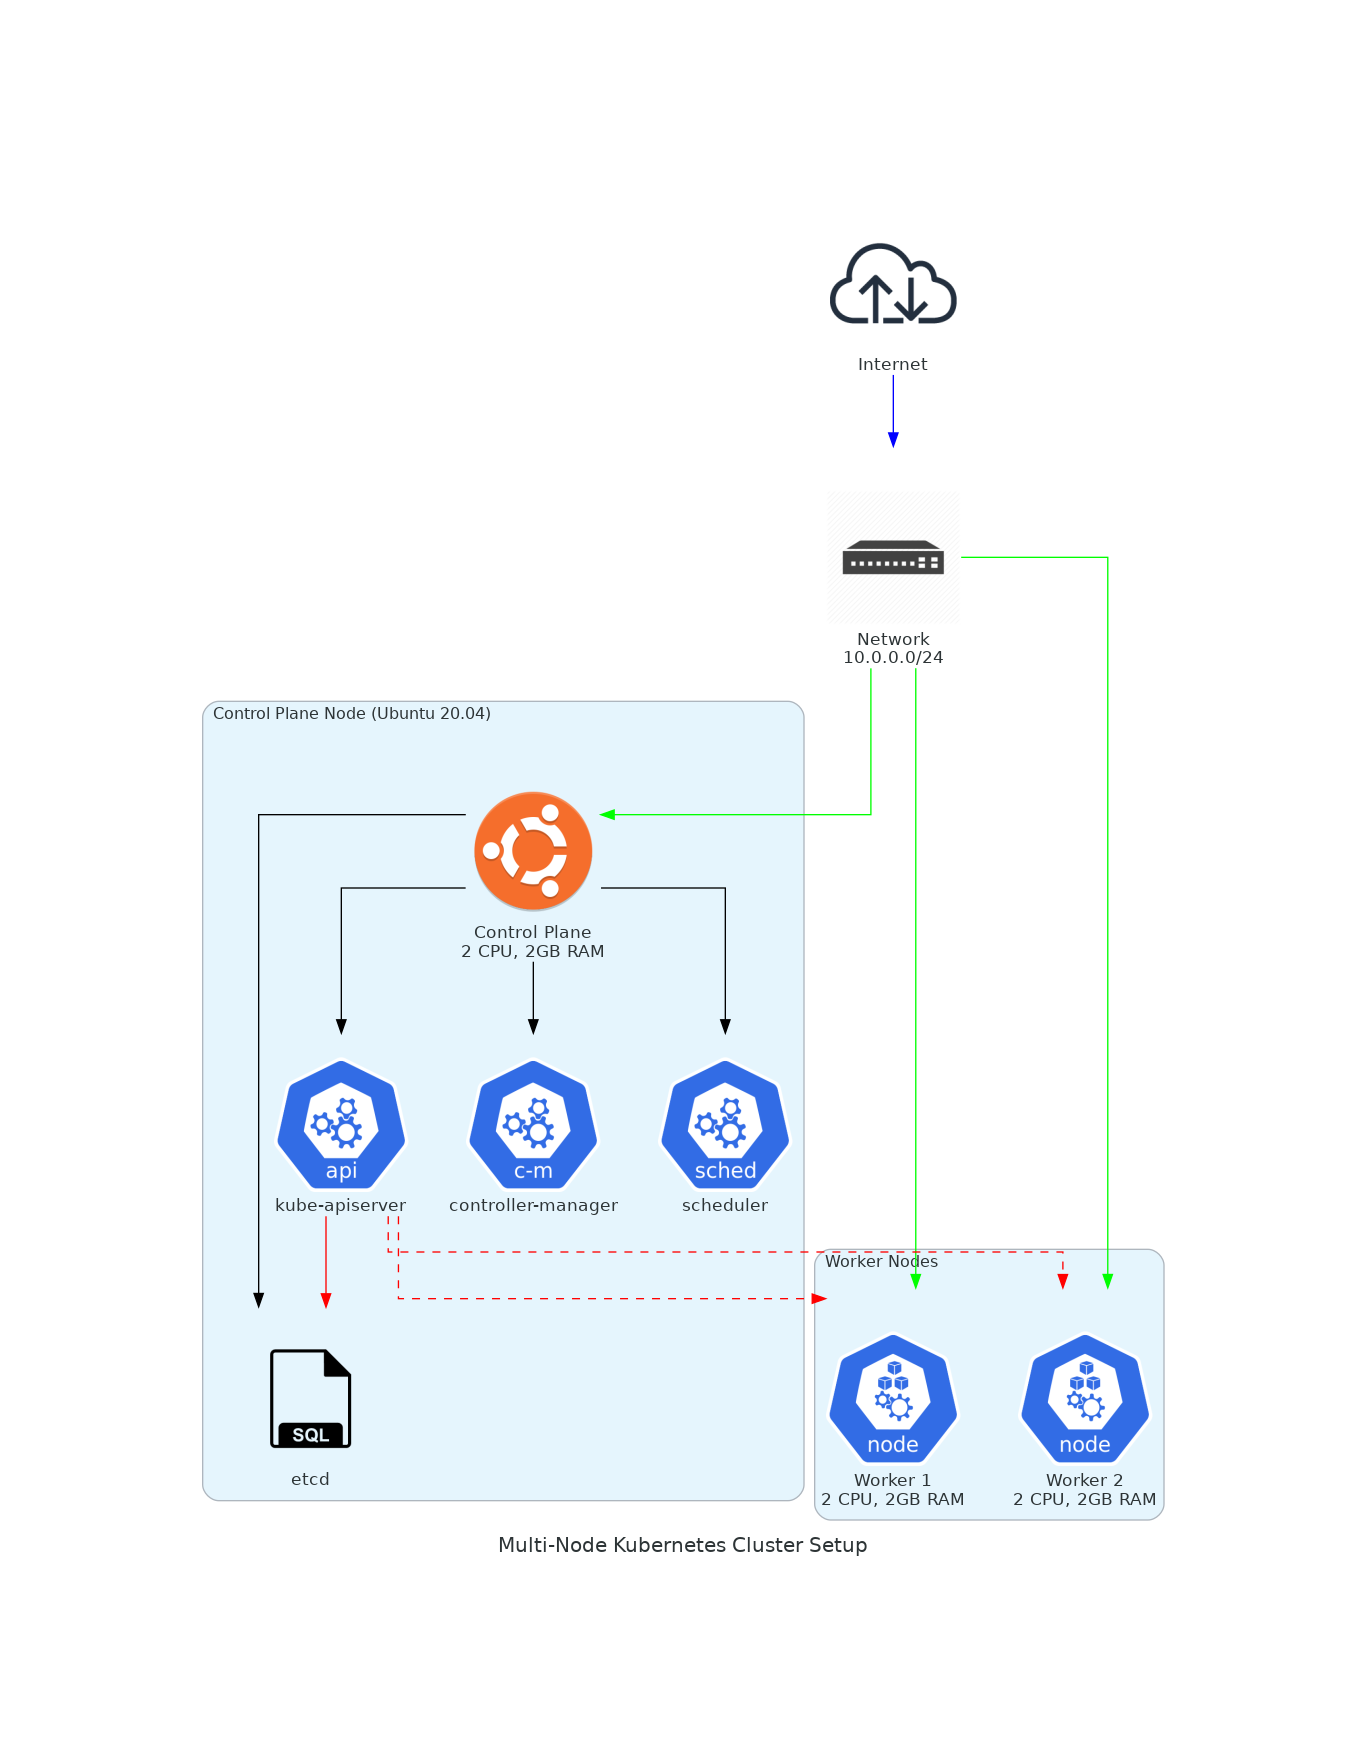 Internet
Network
10.0.0.0/24
Control Plane Node (Ubuntu 20.04)
Control Plane
2 CPU, 2GB RAM
api
kube-apiserver
c-m
controller-manager
sched
scheduler
Worker Nodes
SQL
etcd
node
Worker 1
2 CPU, 2GB RAM
node
Worker 2
2 CPU, 2GB RAM
Multi-Node Kubernetes Cluster Setup